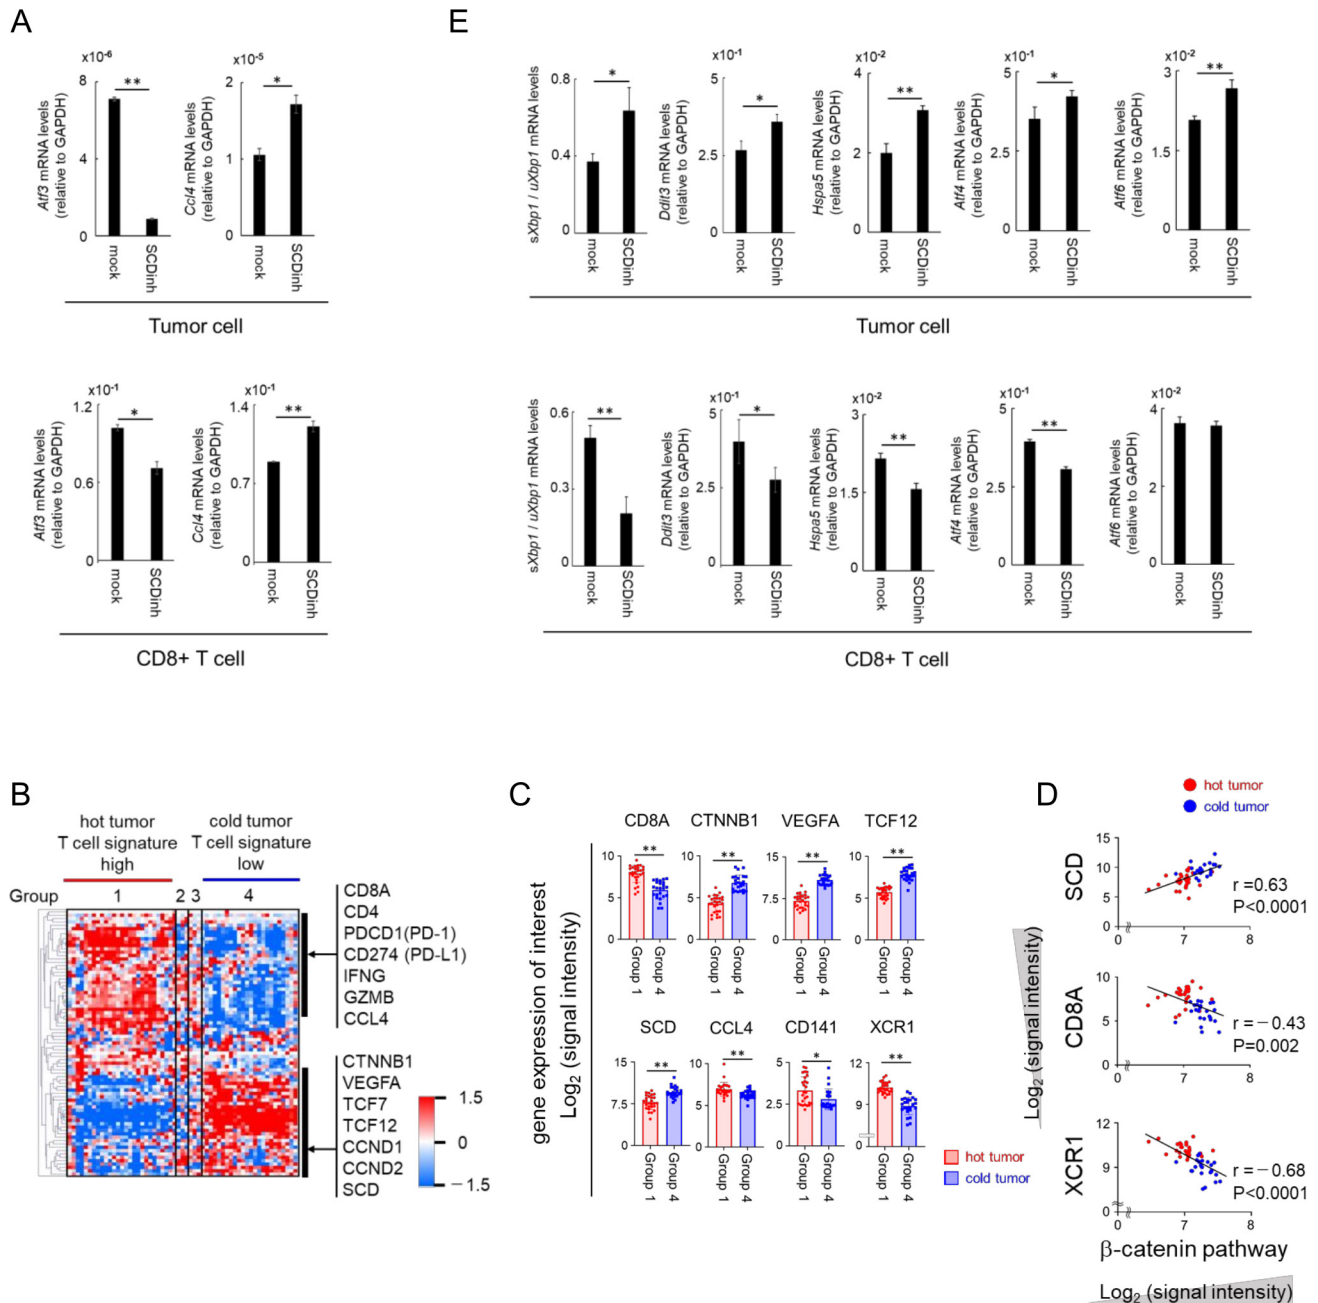 A
x10-6
8
4
0
**
Atf3 mRNA levels
(relative to GAPDH)
mock
SCDinh
x10-5
2
1
0
*
Ccl4 mRNA levels
(relative to GAPDH)
mock
SCDinh
Tumor cell
x10-1
1.2
0.6
0
*
Atf3 mRNA levels
(relative to GAPDH)
mock
SCDinh
x10-1
1.4
0.7
0
**
Ccl4 mRNA levels
(relative to GAPDH)
mock
SCDinh
CD8+ T cell
E
0.8
0.4
0
*
sXbp1 / uXbp1 mRNA levels
mock
SCDinh
x10-1
5
2.5
0
*
Ddit3 mRNA levels
(relative to GAPDH)
mock
SCDinh
x10-2
4
2
0
**
Hspa5 mRNA levels
(relative to GAPDH)
mock
SCDinh
x10-1
5
2.5
0
*
Atf4 mRNA levels
(relative to GAPDH)
mock
SCDinh
x10-2
3
1.5
0
**
Atf6 mRNA levels
(relative to GAPDH)
mock
SCDinh
Tumor cell
0.6
0.3
0
**
sXbp1 / uXbp1 mRNA levels
mock
SCDinh
x10-1
5
2.5
0
*
Ddit3 mRNA levels
(relative to GAPDH)
mock
SCDinh
x10-2
3
1.5
0
**
Hspa5 mRNA levels
(relative to GAPDH)
mock
SCDinh
x10-1
5
2.5
0
**
Atf4 mRNA levels
(relative to GAPDH)
mock
SCDinh
x10-2
4
2
0
Atf6 mRNA levels
(relative to GAPDH)
mock
SCDinh
CD8+ T cell
B
hot tumor
T cell signature
high
cold tumor
T cell signature
low
Group 1 2 3 4
CD8A
CD4
PDCD1(PD-1)
CD274 (PD-L1)
IFNG
GZMB
CCL4
CTNNB1
VEGFA
TCF7
TCF12
CCND1
CCND2
SCD
1.5
0
−1.5
C
gene expression of interest
Log2 (signal intensity)
CD8A
10
5
0
**
Group 1
Group 4
CTNNB1
10
5
0
**
Group 1
Group 4
VEGFA
15
7.5
0
**
Group 1
Group 4
TCF12
10
5
0
**
Group 1
Group 4
SCD
15
7.5
0
**
Group 1
Group 4
CCL4
10
5
0
**
Group 1
Group 4
CD141
5
2.5
0
*
Group 1
Group 4
XCR1
12
9
0
**
Group 1
Group 4
hot tumor
cold tumor
D
hot tumor
cold tumor
Log2 (signal intensity)
SCD
15
10
5
0
0 7 8
r =0.63
P<0.0001
CD8A
10
5
0
0 7 8
r =−0.43
P=0.002
XCR1
12
9
0
0 7 8
r =−0.68
P<0.0001
β-catenin pathway
Log2 (signal intensity)